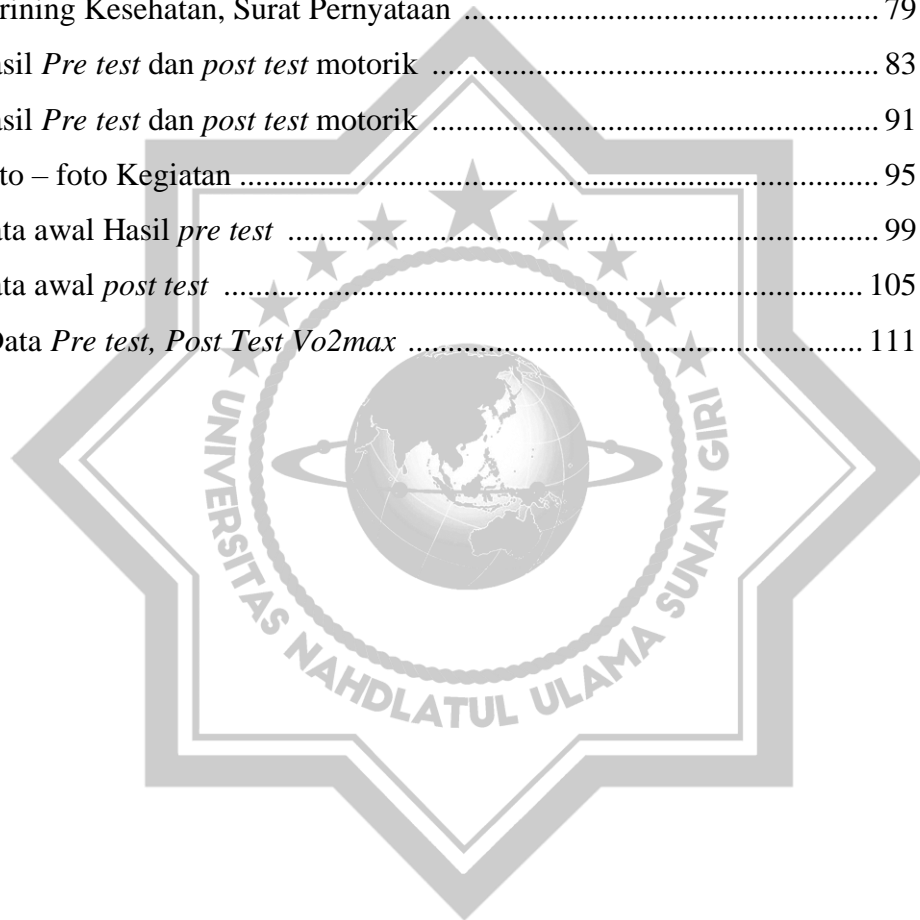 rining Kesehatan, Surat Pernyataan ........................................................ 79
asil Pre test dan post test motorik ............................................................ 83
asil Pre test dan post test motorik ............................................................ 91
to – foto Kegiatan ..................................................................................... 95
ata awal Hasil pre test .............................................................................. 99
ata awal post test ...................................................................................... 105
Data Pre test, Post Test Vo2max ............................................................. 111
UNIVERSITAS NAHDLATUL ULAMA SUNAN GIRI